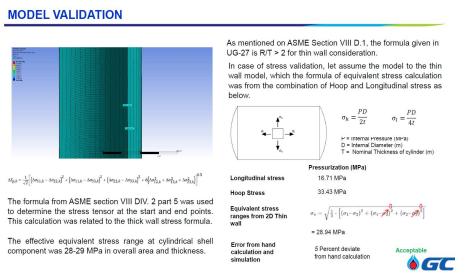 MODEL VALIDATION
As mentioned on ASME Section VIII D.1, the formula given in
UG-27 is R/T > 2 for thin wall consideration.
In case of stress validation, let assume the model to the thin
wall model, which the formula of equivalent stress calculation
was from the combination of Hoop and Longitudinal stress as
below.
σh = PD/2t
σl = PD/4t
P = Internal Pressure (MPa)
D = Internal Diameter (m)
T = Nominal Thickness of cylinder (m)
Pressurization (MPa)
Longitudinal stress 16.71 MPa
Hoop Stress 33.43 MPa
Equivalent stress
ranges from 2D Thin
wall
= 28.94 MPa
Error from hand
calculation and
simulation
5 Percent deviate
from hand calculation
Acceptable
GC
The formula from ASME section VIII DIV. 2 part 5 was used
to determine the stress tensor at the start and end points.
This calculation was related to the thick wall stress formula.
The effective equivalent stress range at cylindrical shell
component was 28-29 MPa in overall area and thickness.